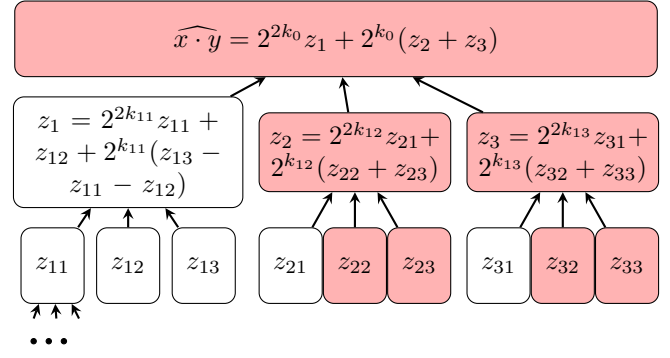 $\widehat{x \cdot y} = 2^{2k_0} z_1 + 2^{k_0}(z_2 + z_3)$
$z_1 = 2^{2k_{11}} z_{11} +$
$z_{12} + 2^{k_{11}}(z_{13} -$
$z_{11} - z_{12})$
$z_2 = 2^{2k_{12}} z_{21} +$
$2^{k_{12}}(z_{22} + z_{23})$
$z_3 = 2^{2k_{13}} z_{31} +$
$2^{k_{13}}(z_{32} + z_{33})$
$z_{11}$ $z_{12}$ $z_{13}$ $z_{21}$ $z_{22}$ $z_{23}$ $z_{31}$ $z_{32}$ $z_{33}$
•••